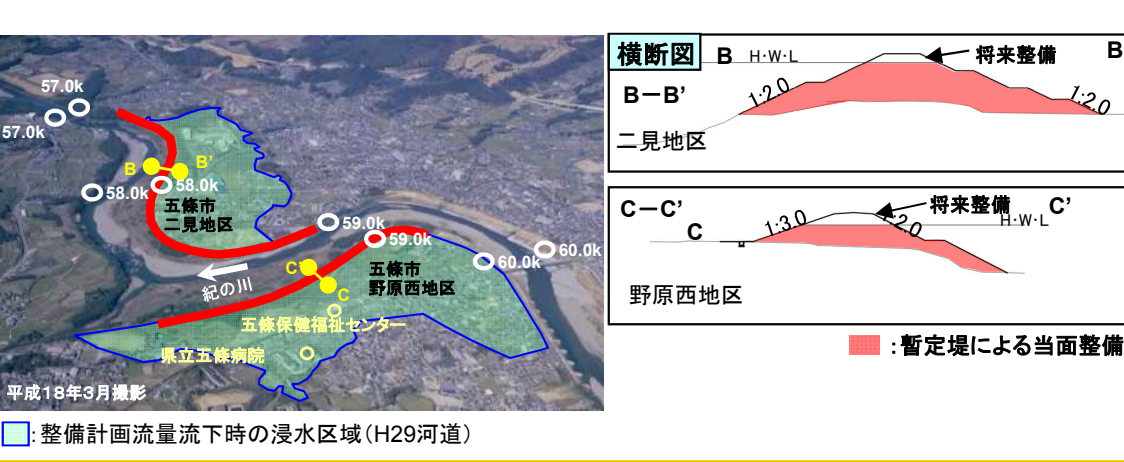 57.0k
57.0k
B
B’
58.0k
58.0k
五條市
二見地区
59.0k
59.0k
60.0k
60.0k
紀の川
C’
C
五條市
野原西地区
五條保健福祉センター
県立五條病院
平成18年3月撮影
:整備計画流量流下時の浸水区域(H29河道)
横断図
B
H・W・L
将来整備
B
B-B’
1:2.0
1:2.0
二見地区
C-C’
C
1:3.0
将来整備
2.0
C’
H・W・L
野原西地区
:暫定堤による当面整備